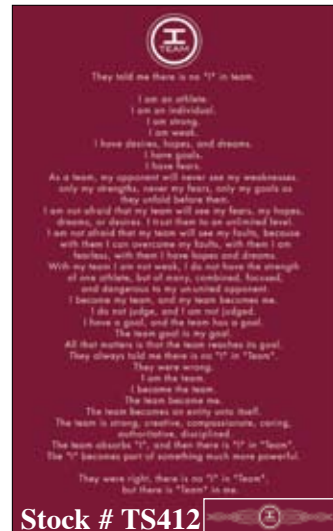 I
TEAM
They told me there is no "I" in team.
I am an athlete.
I am an individual.
I am strong.
I am weak.
I have desires, hopes, and dreams.
I have goals.
I have fears.
As a team, my opponent will never see my weaknesses,
only my strengths, never my fears, only my goals as
they unfold before them.
I am not afraid that my team will see my fears, my hopes,
dreams, or desires. I trust them to an unlimited level.
I am not afraid that my team will see my faults, because
with them I can overcome my faults, with them I am
fearless, with them I have hopes and dreams.
With my team I am not weak, I do not have the strength
of one athlete, but of many, combined, focused,
and dangerous to my un-united opponent.
I become my team, and my team becomes me.
I do not judge, and I am not judged.
I have a goal, and the team has a goal.
The team goal is my goal.
All that matters is that the team reaches its goal.
They always told me there is no "I" in "Team".
They were wrong.
I am the team.
I become the team.
The team become me.
The team becomes an entity unto itself.
The team is strong, creative, compassionate, caring,
authoritative, disciplined.
The team absorbs "I", and then there is "I" in "Team".
The "I" becomes part of something much more powerful.
They were right, there is no "I" in "Team",
but there is "Team" in me.
Stock # TS412